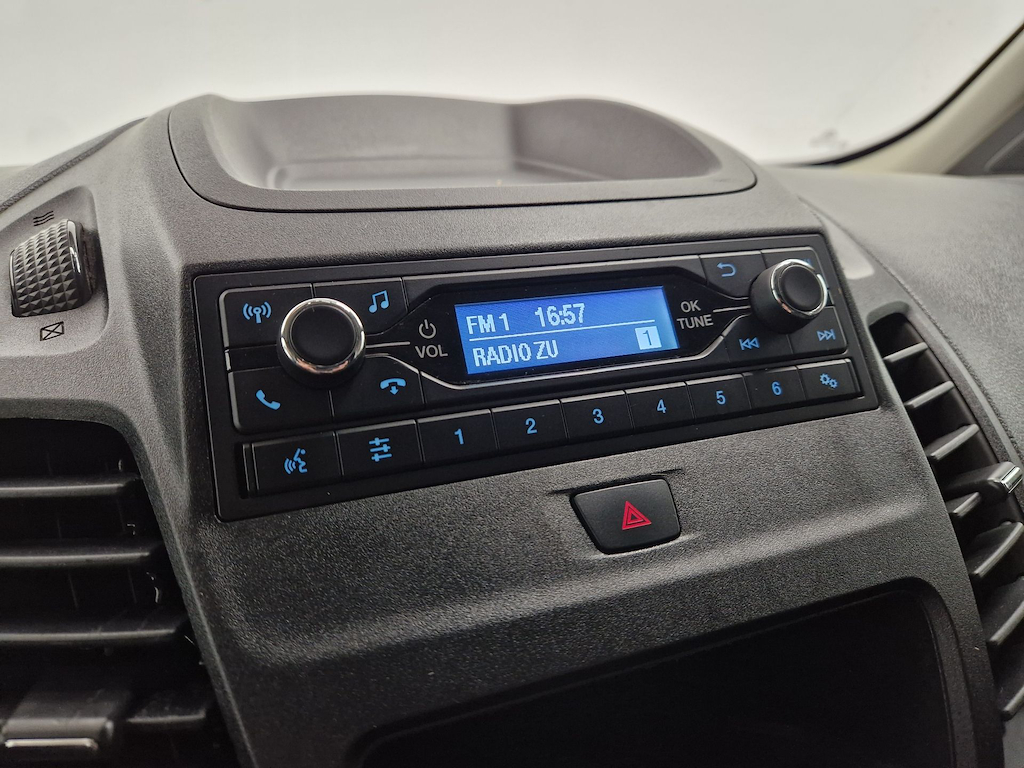 FM 1 16:57
RADIO ZU 1
VOL
OK
TUNE
1 2 3 4 5 6